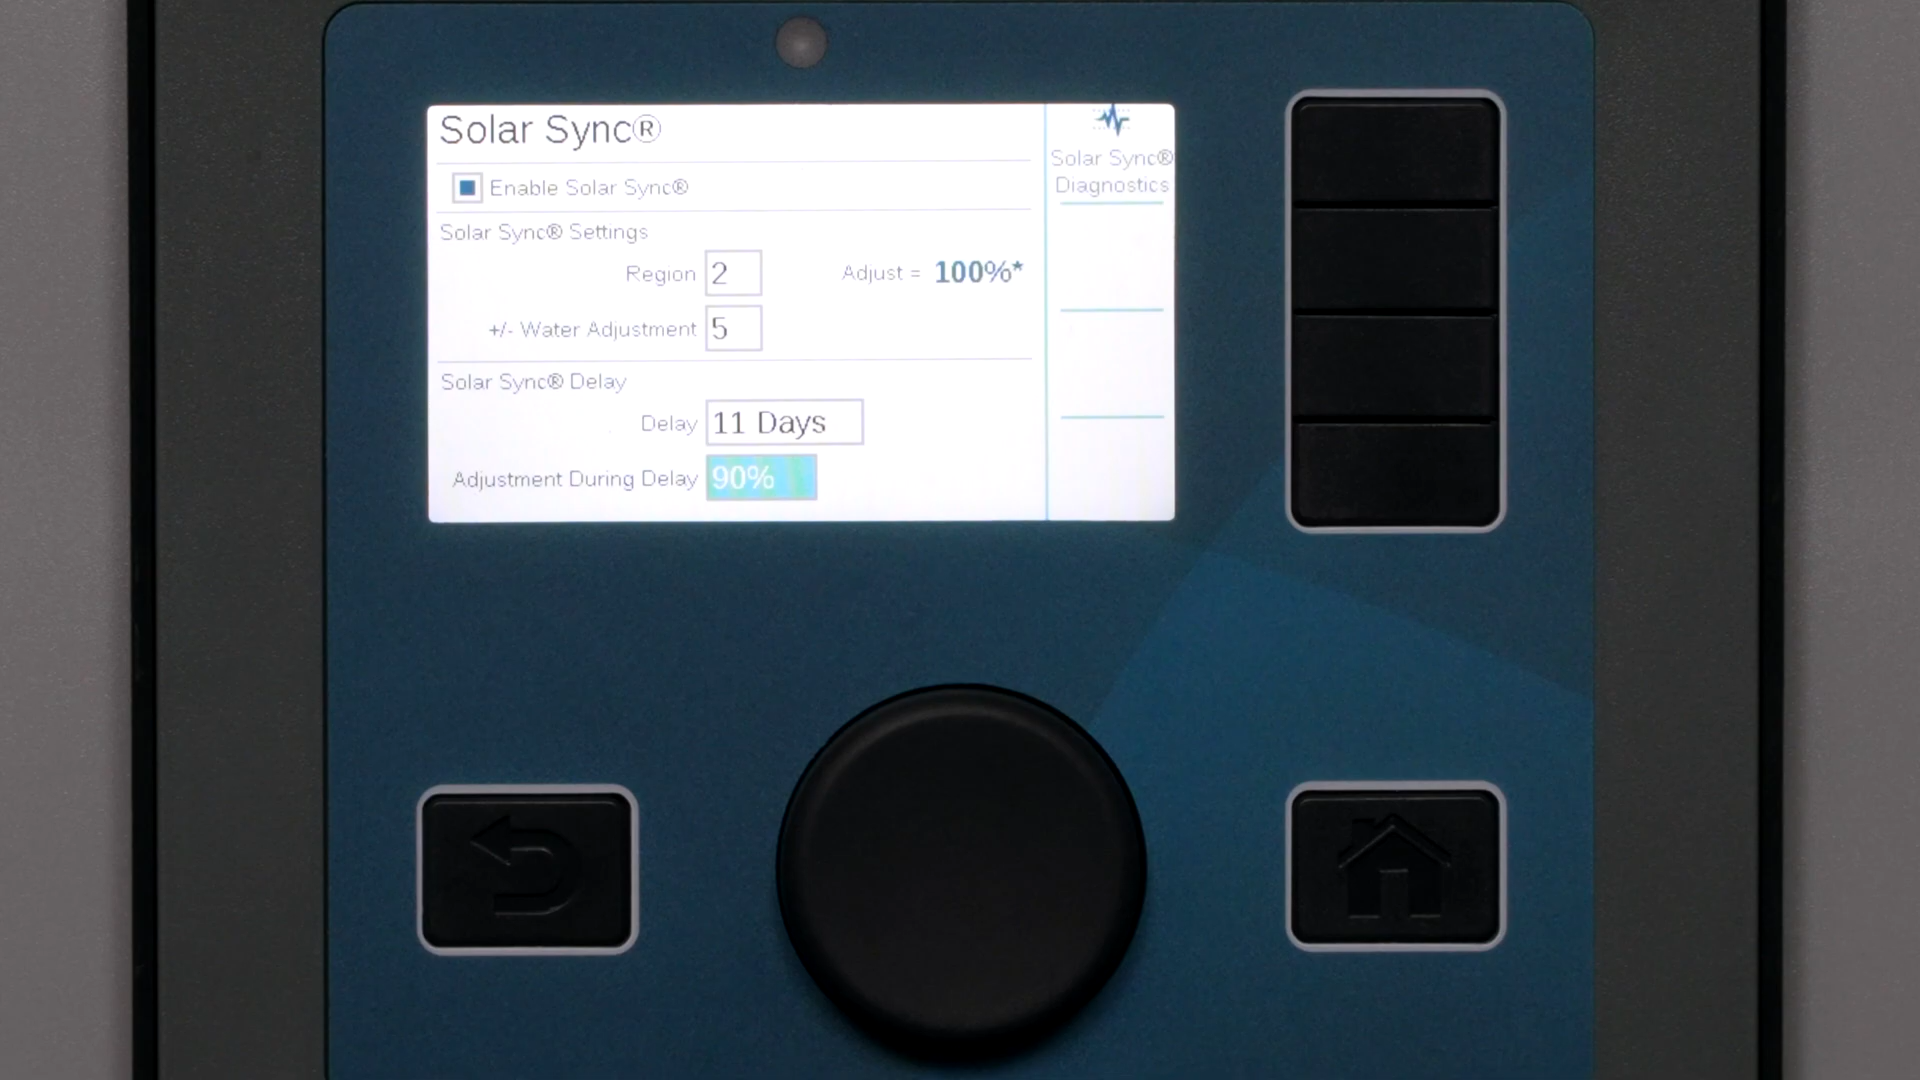 Solar Sync®
Enable Solar Sync®
Solar Sync® Settings
Region 2 Adjust = 100%*
+/- Water Adjustment 5
Solar Sync® Delay
Delay 11 Days
Adjustment During Delay 90%
Solar Sync®
Diagnostics